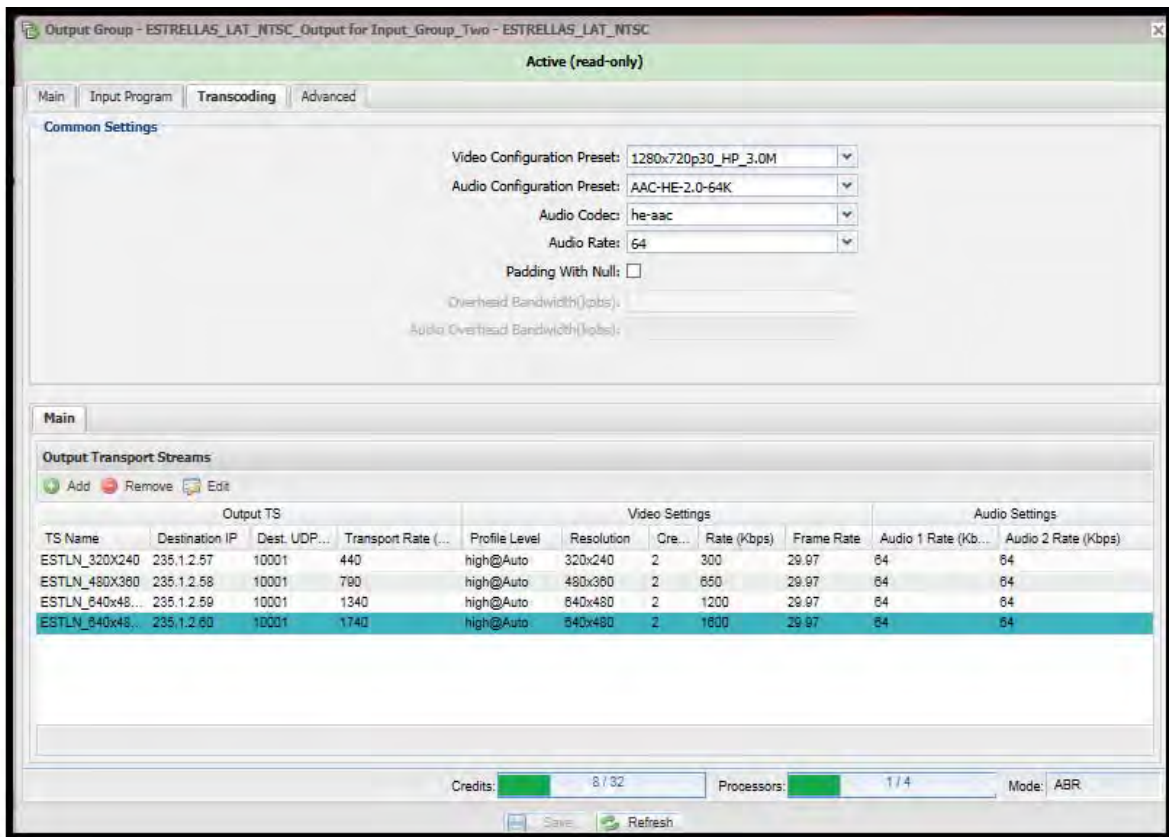 Output Group - ESTRELLAS_LAT_NTSC_Output for Input_Group_Two - ESTRELLAS_LAT_NTSC
Active (read-only)
Main Input Program Transcoding Advanced
Common Settings
Video Configuration Preset: 1280x720p30_HP_3.0M
Audio Configuration Preset: AAC-HE-2.0-64K
Audio Codec: he-aac
Audio Rate: 64
Padding With Null:
Overhead Bandwidth(kpbs):
Audio Overhead Bandwidth(kpbs):
Main
Output Transport Streams
Add Remove Edit
Output TS Video Settings Audio Settings
TS Name Destination IP Dest. UDP... Transport Rate (... Profile Level Resolution Cre... Rate (Kbps) Frame Rate Audio 1 Rate (Kb... Audio 2 Rate (Kbps)
ESTLN_320X240 235.1.2.57 10001 440 high@Auto 320x240 2 300 29.97 64 64
ESTLN_480X360 235.1.2.58 10001 790 high@Auto 480x360 2 650 29.97 64 64
ESTLN_640x48... 235.1.2.59 10001 1340 high@Auto 640x480 2 1200 29.97 64 64
ESTLN_640x48... 235.1.2.60 10001 1740 high@Auto 640x480 2 1600 29.97 64 64
Credits: 8 / 32 Processors: 1 / 4 Mode: ABR
Save Refresh